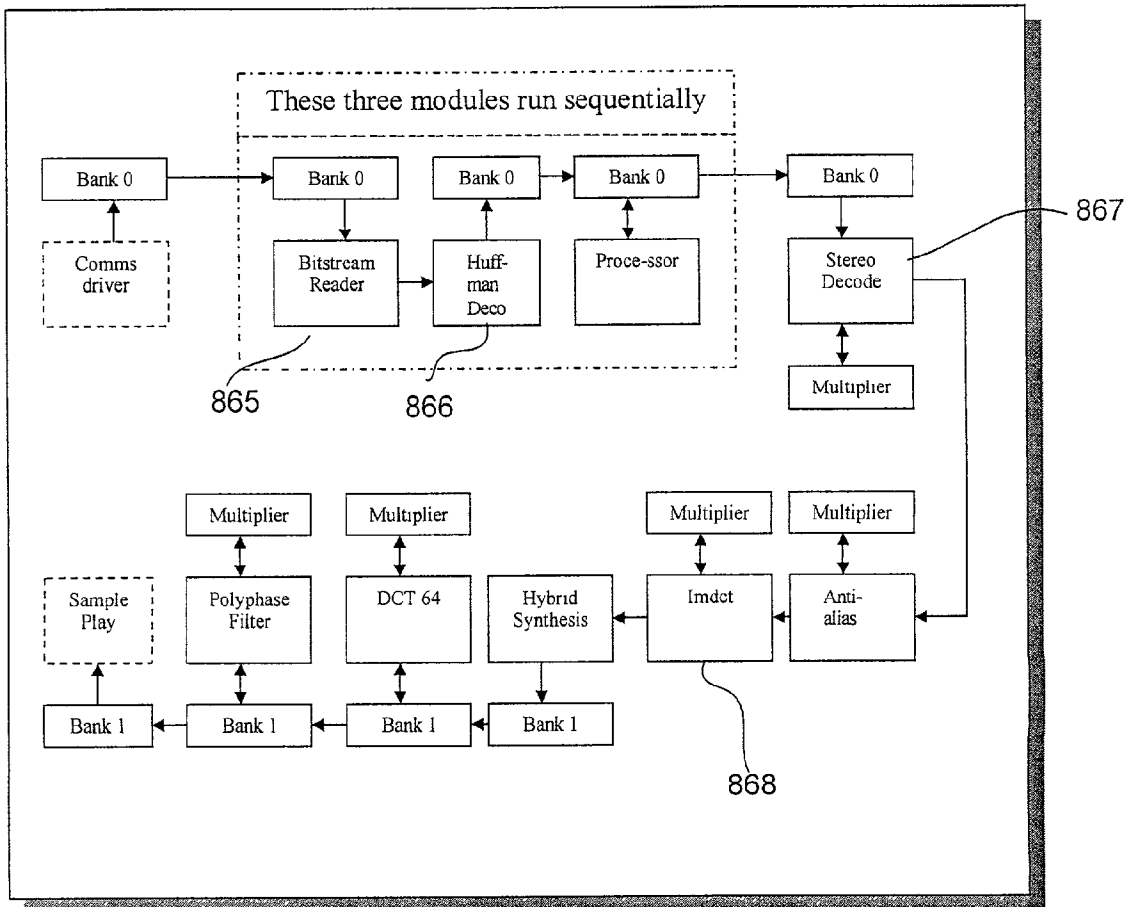 These three modules run sequentially
Bank 0
Bank 0
Bank 0
Bank 0
Bank 0
867
Comms
driver
Bitstream
Reader
Huff-
man
Deco
Proce-ssor
Stereo
Decode
865
866
Multiplier
Multiplier
Multiplier
Multiplier
Multiplier
Sample
Play
Polyphase
Filter
DCT 64
Hybrid
Synthesis
Imdct
Anti-
alias
Bank 1
Bank 1
Bank 1
Bank 1
868